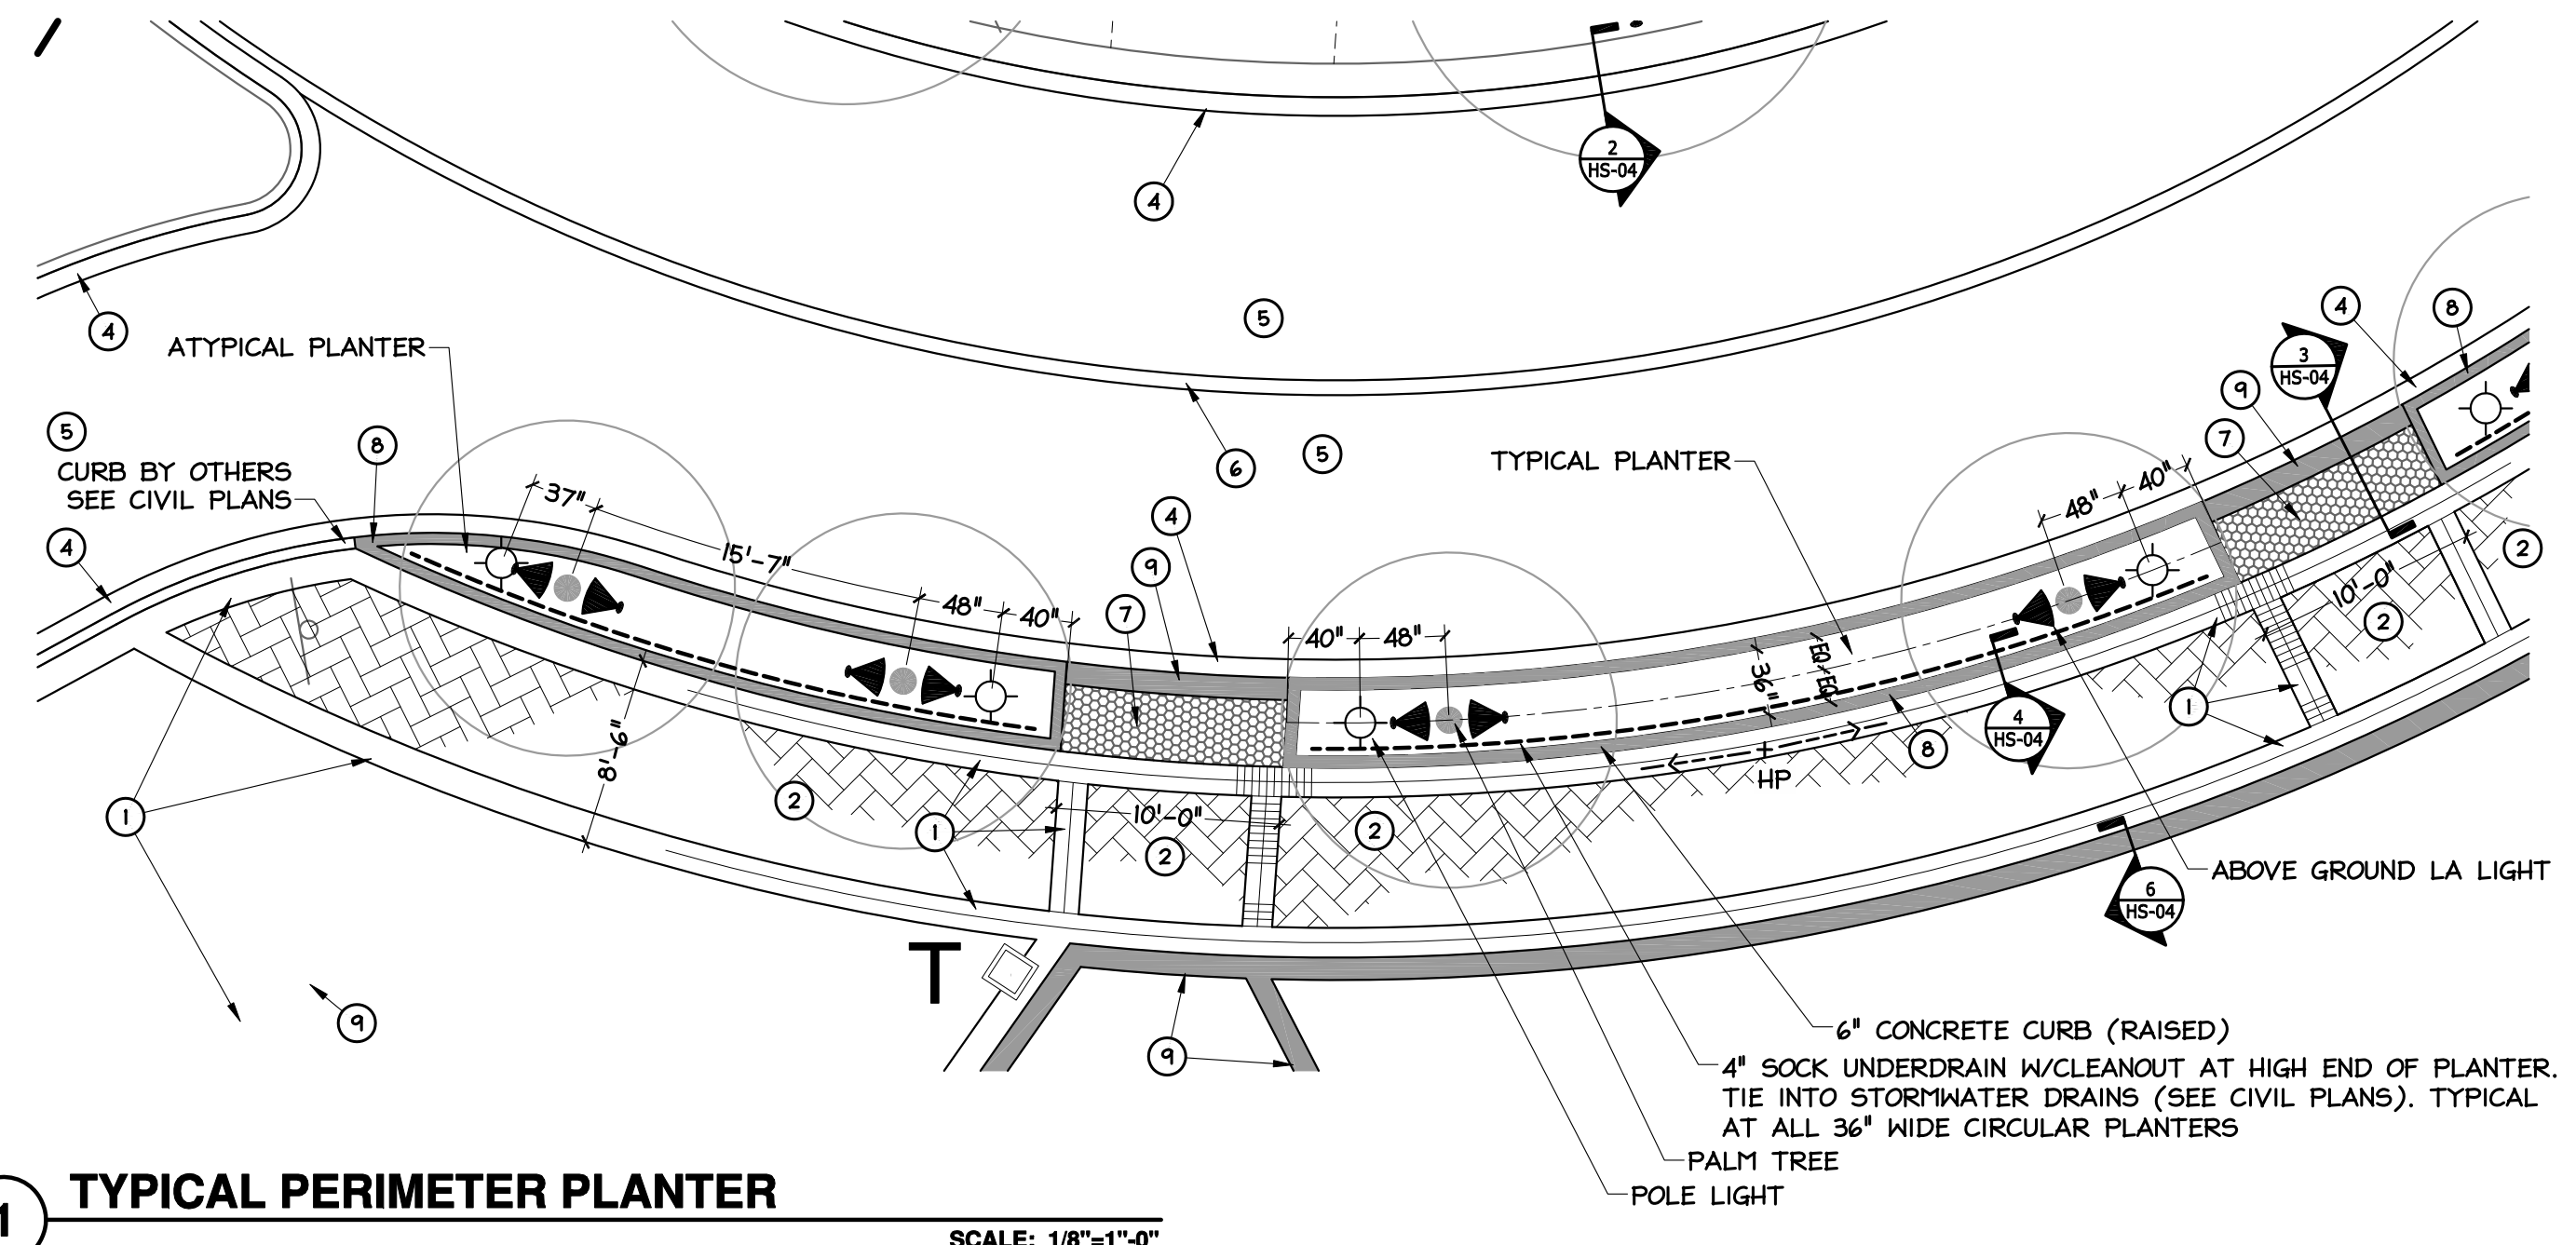 2
HS-04
4
5
4
ATYPICAL PLANTER
3
HS-04
4
8
9
7
5
8
CURB BY OTHERS
SEE CIVIL PLANS
6
5
TYPICAL PLANTER
37"
15'-7"
48"
40"
48"
40"
4
4
9
7
2
10'-0"
2
40"
48"
36"
EQ.
EQ.
1
4
HS-04
8
HP
8'-6"
2
1
1
10'-0"
2
2
ABOVE GROUND LA LIGHT
6
HS-04
T
9
9
6" CONCRETE CURB (RAISED)
4" SOCK UNDERDRAIN W/CLEANOUT AT HIGH END OF PLANTER.
TIE INTO STORMWATER DRAINS (SEE CIVIL PLANS). TYPICAL
AT ALL 36" WIDE CIRCULAR PLANTERS
PALM TREE
POLE LIGHT
1
TYPICAL PERIMETER PLANTER
SCALE: 1/8"=1"-0"